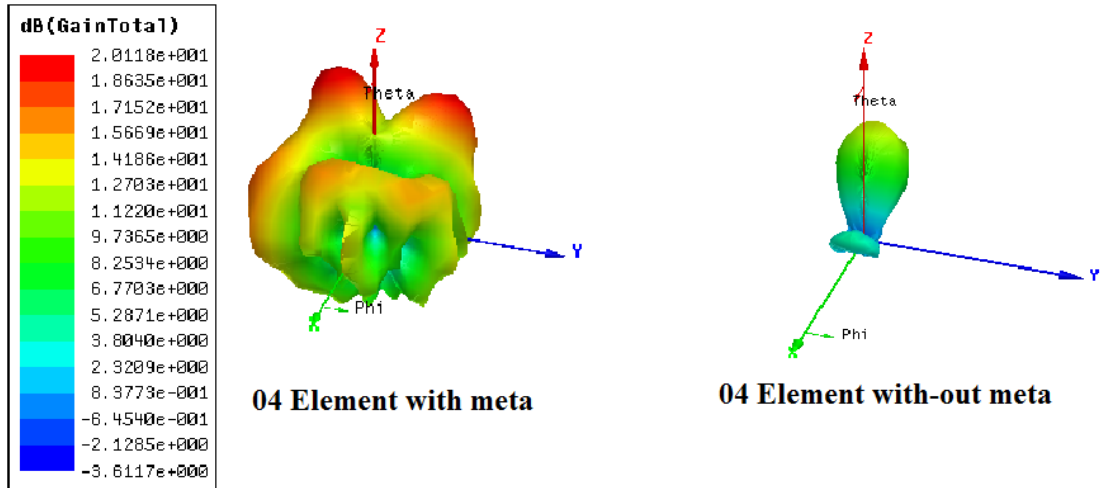 dB(GainTotal)
2.0118e+001
1.8635e+001
1.7152e+001
1.5669e+001
1.4186e+001
1.2703e+001
1.1220e+001
9.7365e+000
8.2534e+000
6.7703e+000
5.2871e+000
3.8040e+000
2.3209e+000
8.3773e-001
-6.4540e-001
-2.1285e+000
-3.6117e+000
Z
Theta
Y
Phi
X
04 Element with meta
Z
Theta
Y
Phi
X
04 Element with-out meta